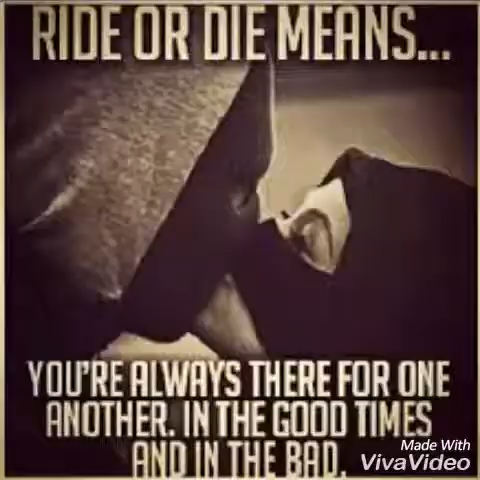 RIDE OR DIE MEANS...
YOU'RE ALWAYS THERE FOR ONE
ANOTHER. IN THE GOOD TIMES
AND IN THE BAD.
Made With
VivaVideo